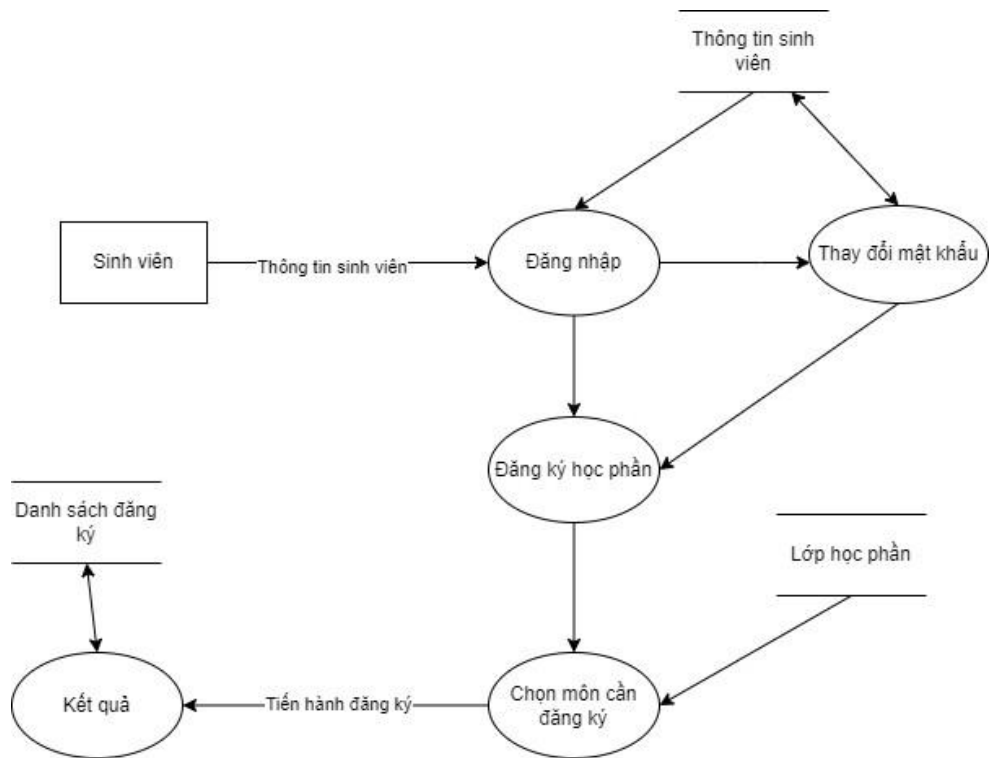 Thông tin sinh
viên
Sinh viên
Thông tin sinh viên
Đăng nhập
Thay đổi mật khẩu
Đăng ký học phần
Danh sách đăng
ký
Lớp học phần
Kết quả
Tiến hành đăng ký
Chọn môn cần
đăng ký